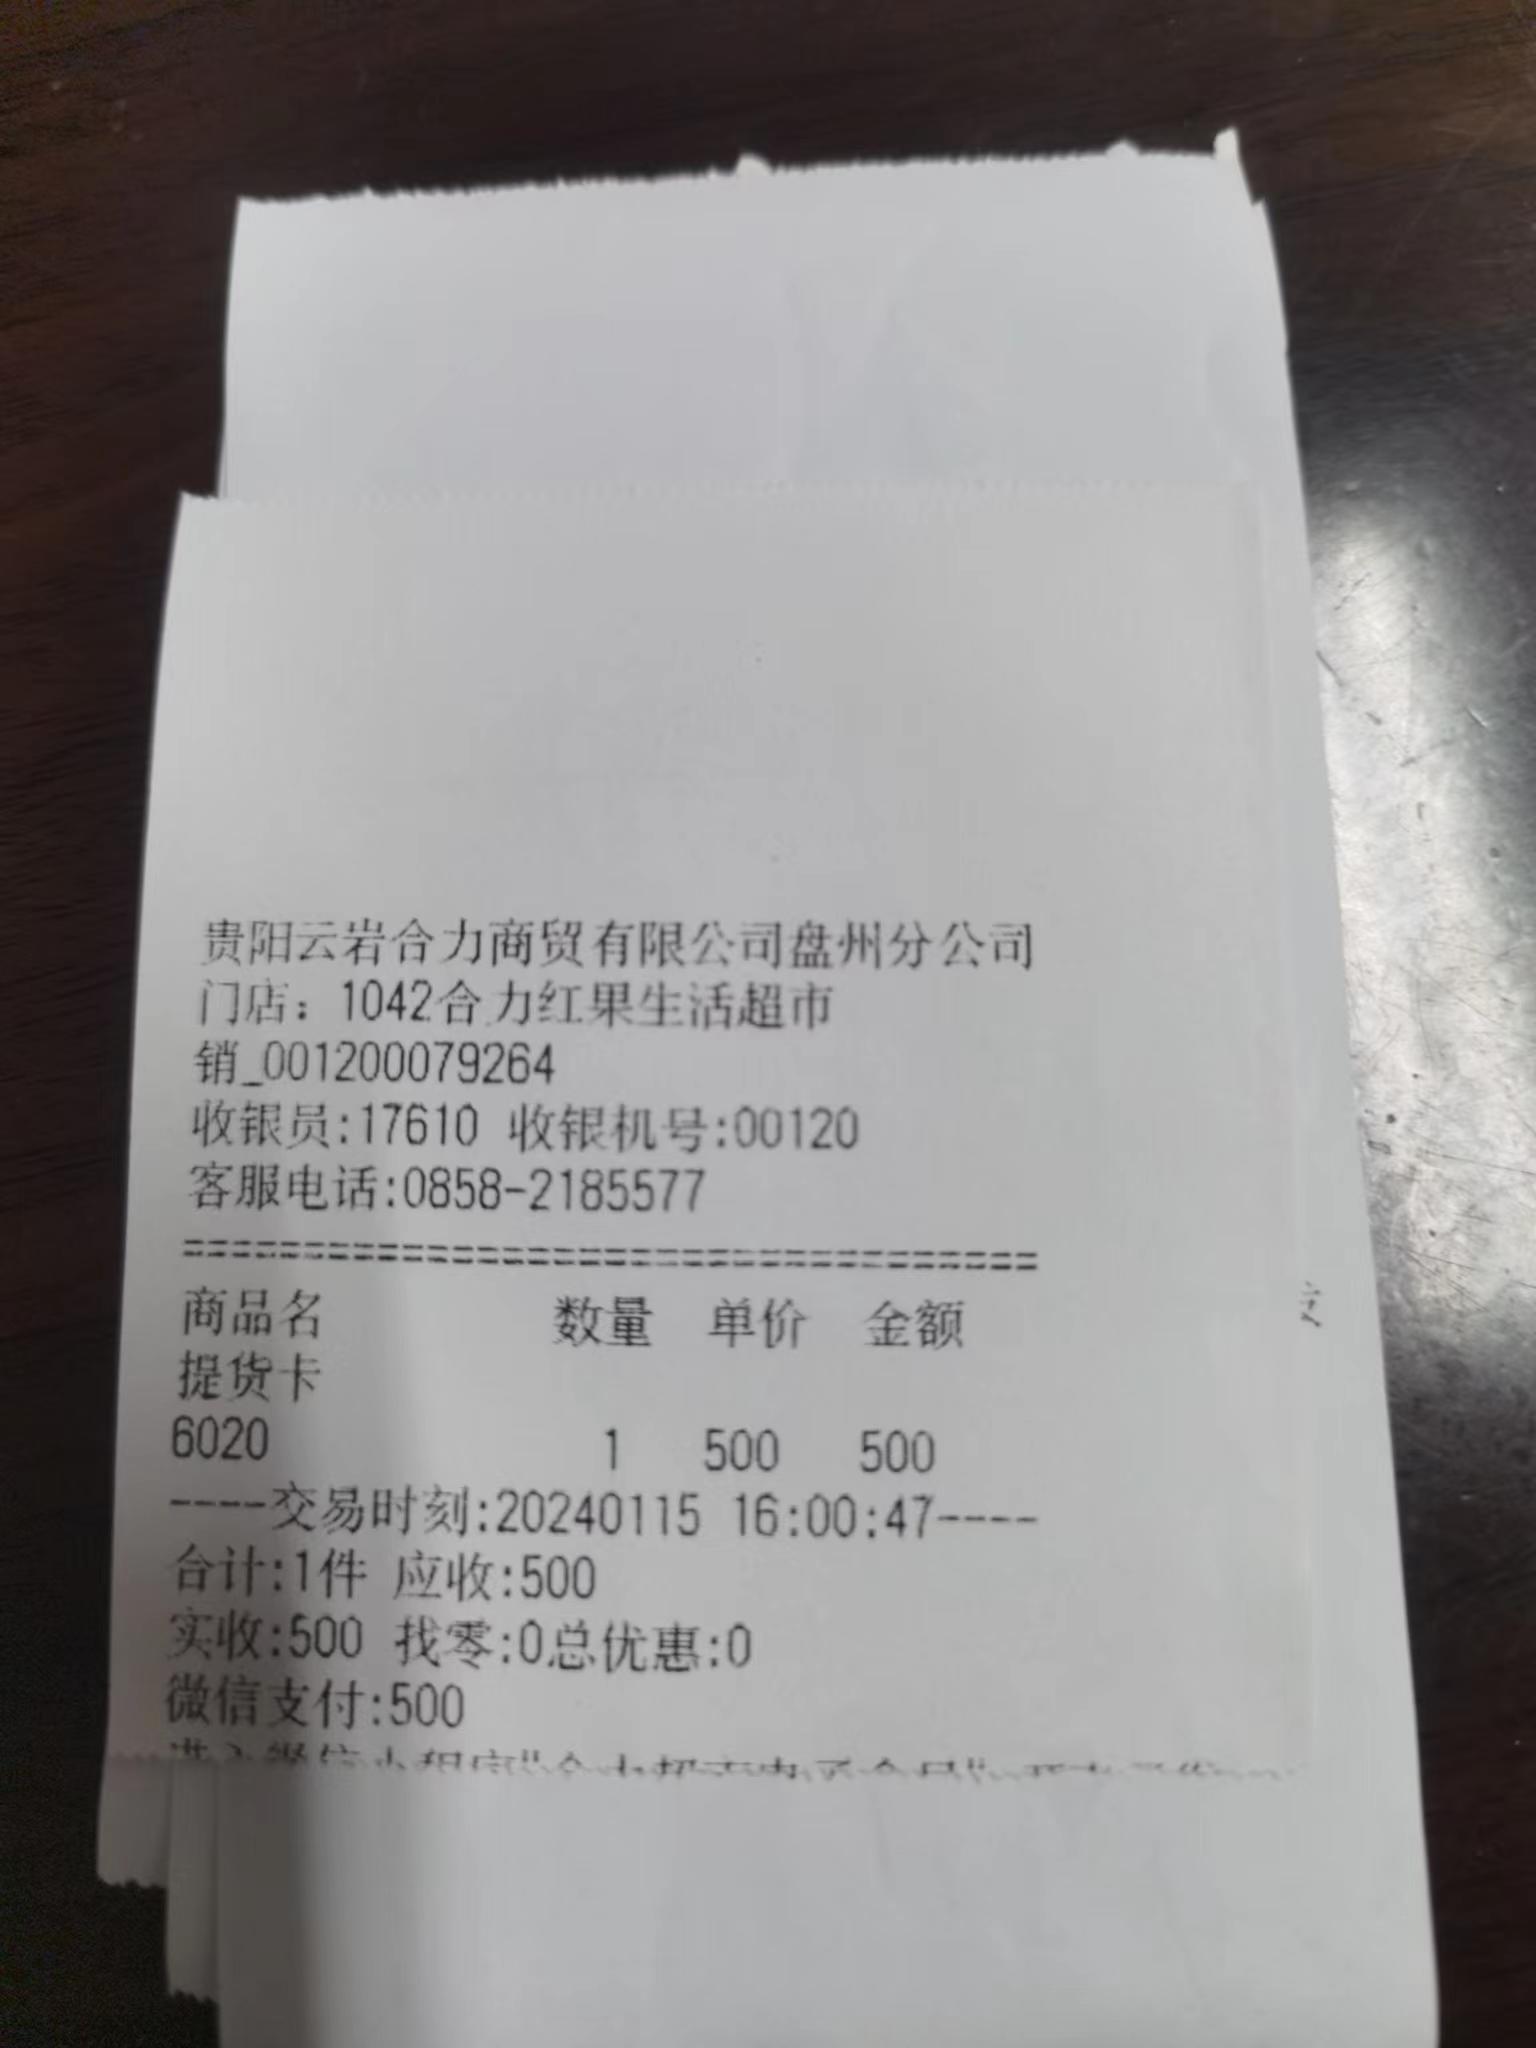 贵阳云岩合力商贸有限公司盘州分公司
门店：1042合力红果生活超市
销_001200079264
收银员:17610 收银机号:00120
客服电话:0858-2185577
===================================
商品名 数量 单价 金额
提货卡
6020 1 500 500
----交易时刻:20240115 16:00:47----
合计:1件 应收:500
实收:500 找零:0总优惠:0
微信支付:500